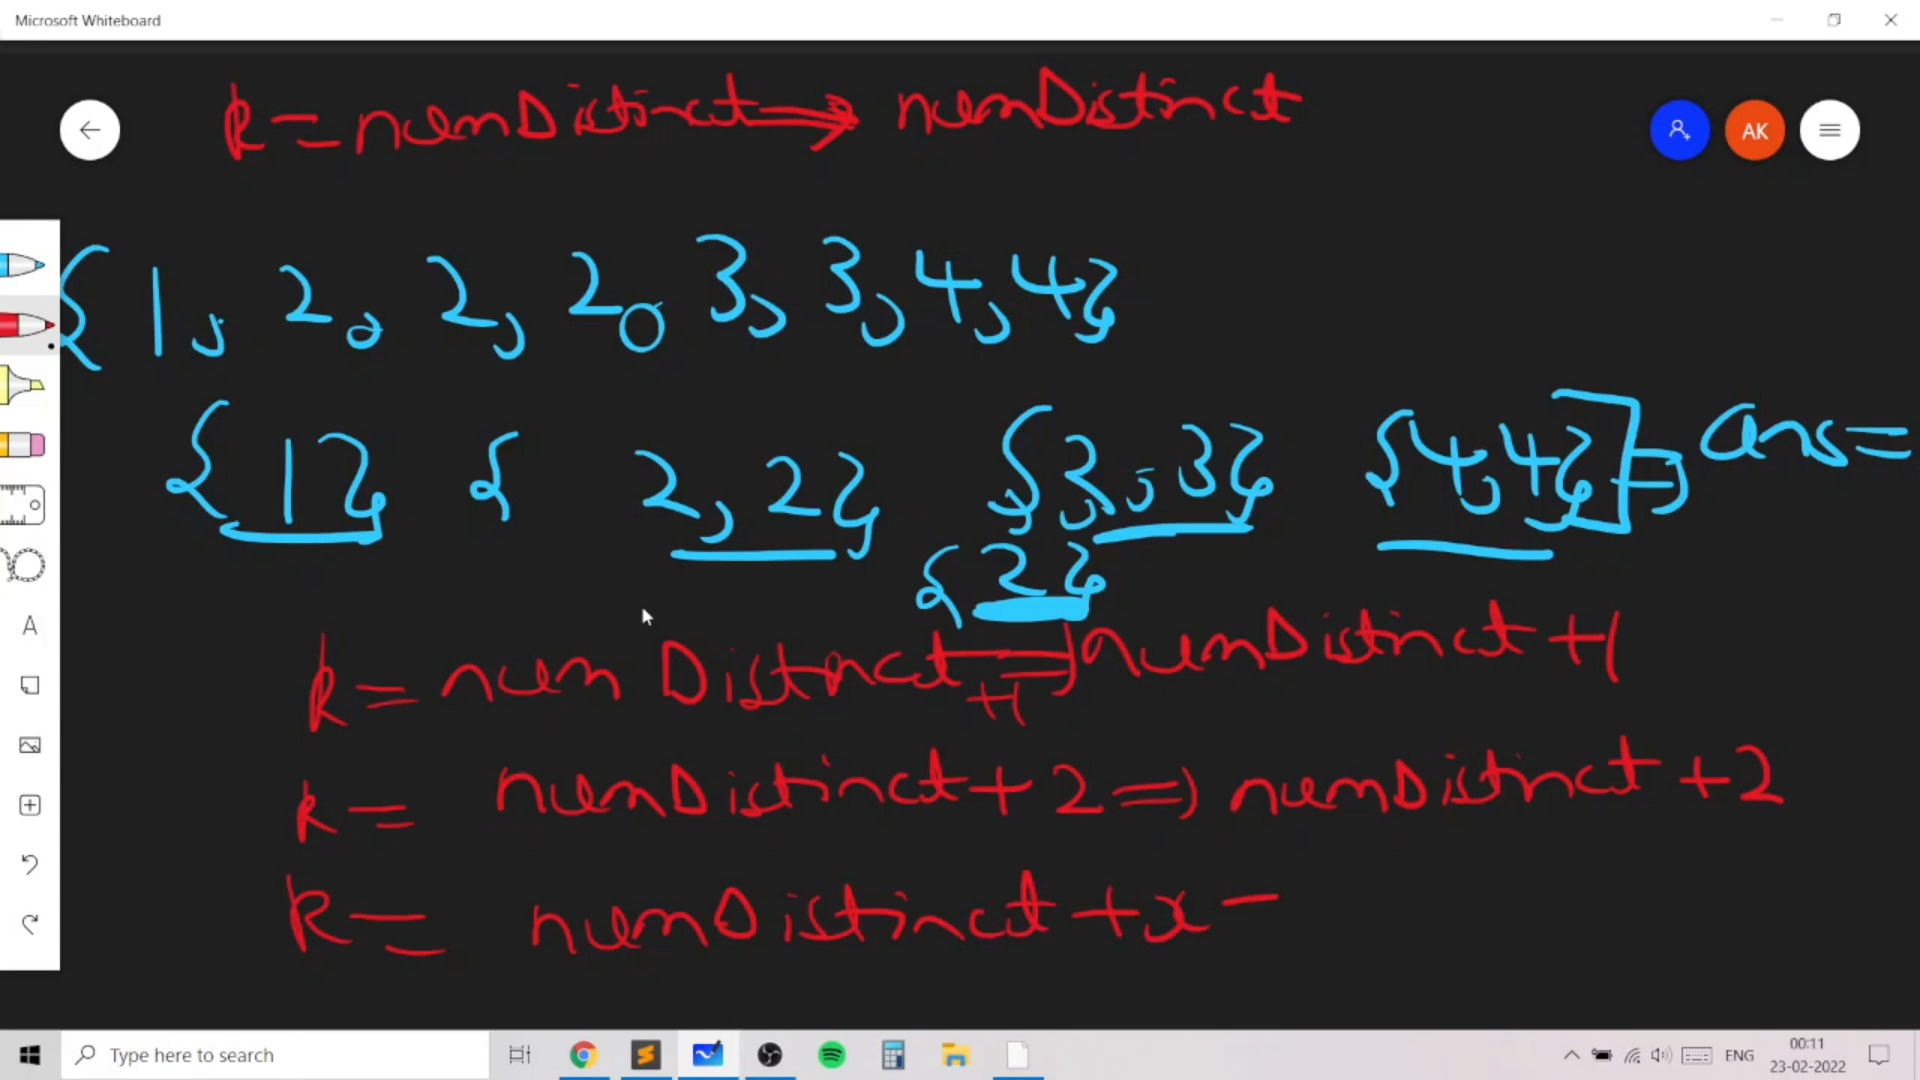 Microsoft Whiteboard
k = numDistinct → numDistinct
AK
{ 1, 2, 2, 2, 3, 3, 4, 4}
{ 1} { 2, 2} {3, 3} {4, 4}] ⇒ ans =
{2}
k = numDistinct +1 ⇒ numDistinct + 1
k = numDistinct + 2 ⇒ numDistinct + 2
k = numDistinct + x -
A
Type here to search
ENG
00:11
23-02-2022